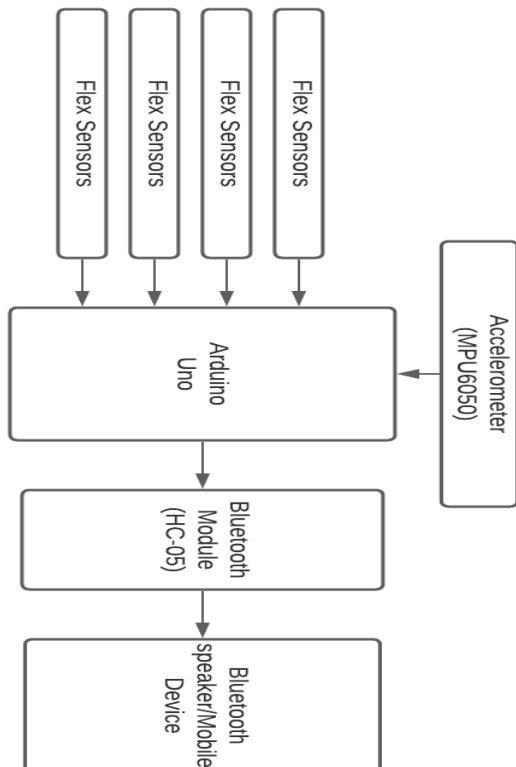 Accelerometer
(MPU6050)
Flex Sensors
Flex Sensors
Flex Sensors
Flex Sensors
Arduino
Uno
Bluetooth
Module
(HC-05)
Bluetooth
speaker/Mobile
Device